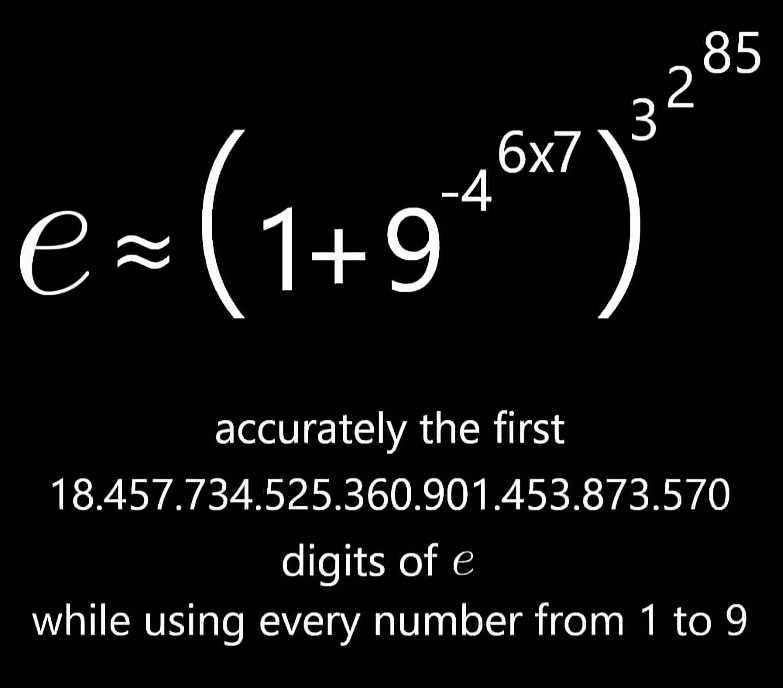 e ≈ (1+9^-4^6x7)^3^2^85
accurately the first
18.457.734.525.360.901.453.873.570
digits of e
while using every number from 1 to 9